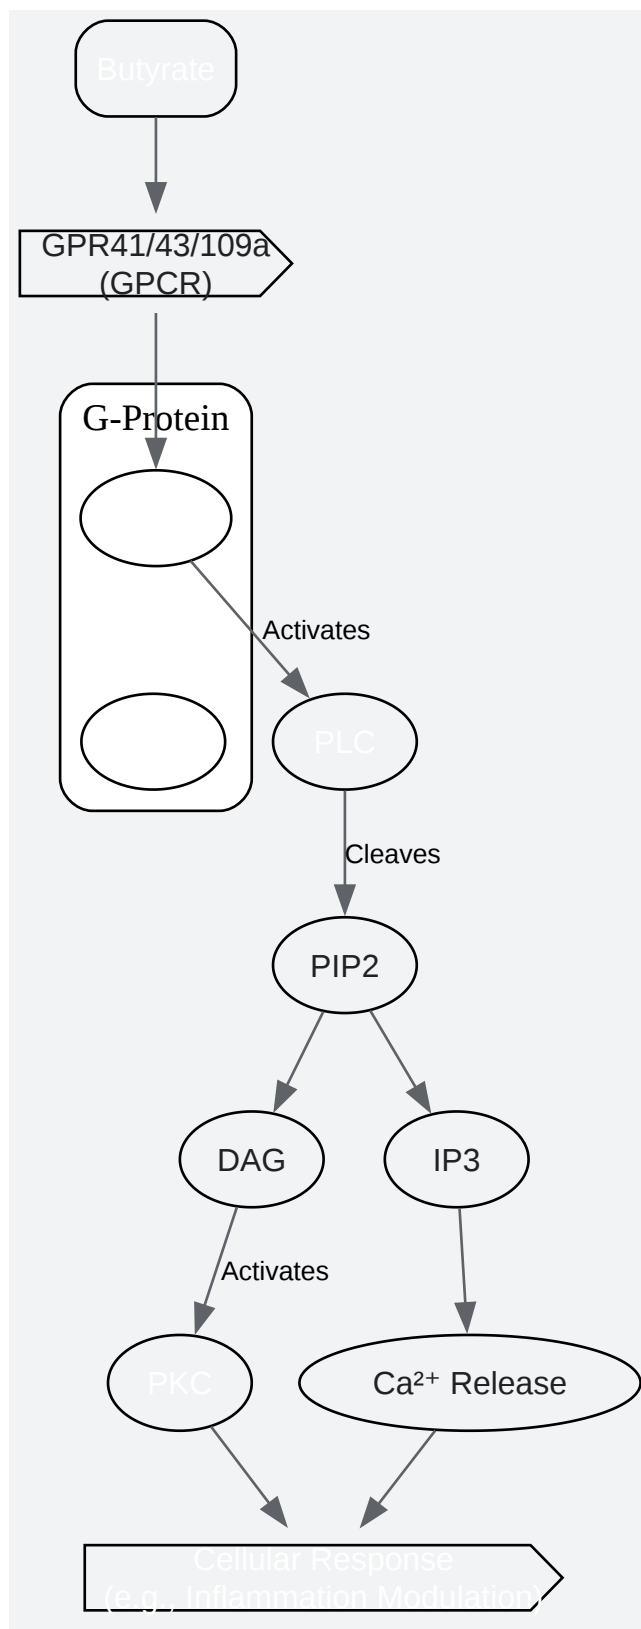 Butyrate
GPR41/43/109a
(GPCR)
G-Protein
Activates
PLC
Cleaves
PIP2
DAG
IP3
Activates
PKC
Ca²⁺ Release
Cellular Response
(e.g., Inflammation Modulation)